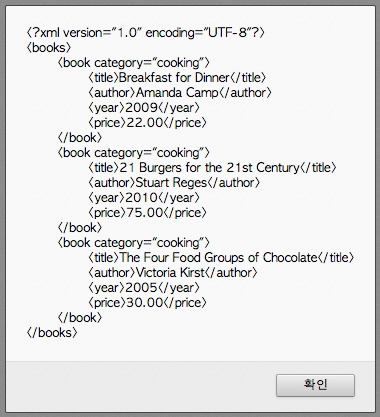 <?xml version="1.0" encoding="UTF-8"?>
<books>
<book category="cooking">
<title>Breakfast for Dinner</title>
<author>Amanda Camp</author>
<year>2009</year>
<price>22.00</price>
</book>
<book category="cooking">
<title>21 Burgers for the 21st Century</title>
<author>Stuart Reges</author>
<year>2010</year>
<price>75.00</price>
</book>
<book category="cooking">
<title>The Four Food Groups of Chocolate</title>
<author>Victoria Kirst</author>
<year>2005</year>
<price>30.00</price>
</book>
</books>
확인